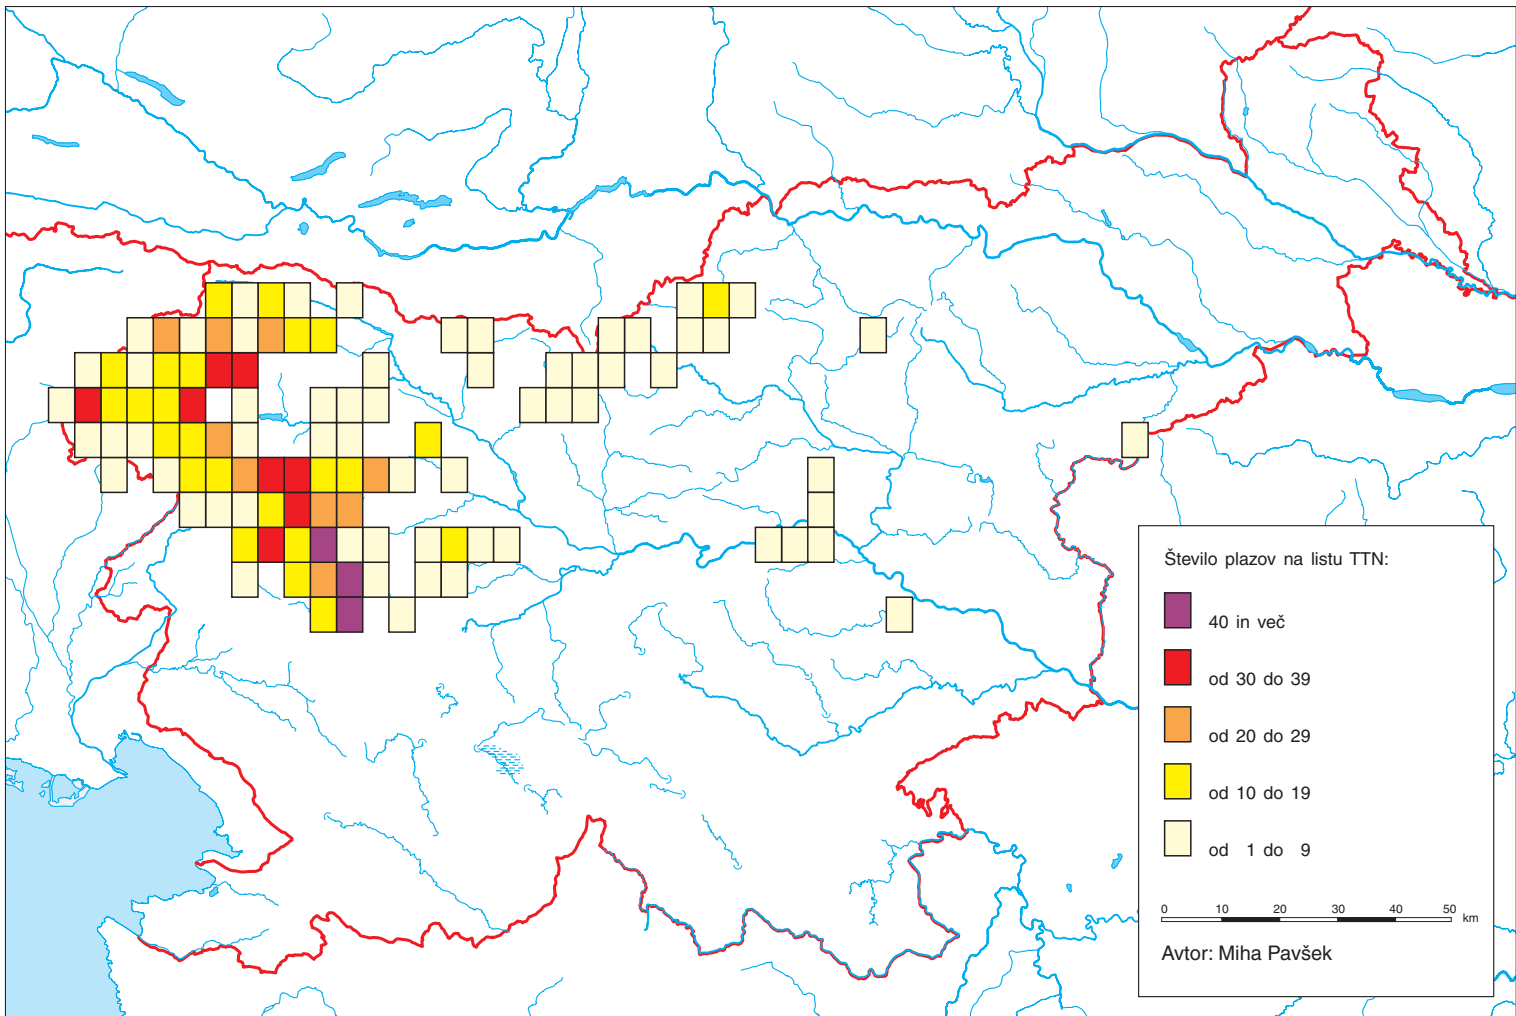 Število plazov na listu TTN:
40 in več
od 30 do 39
od 20 do 29
od 10 do 19
od 1 do 9
0 10 20 30 40 50 km
Avtor: Miha Pavšek